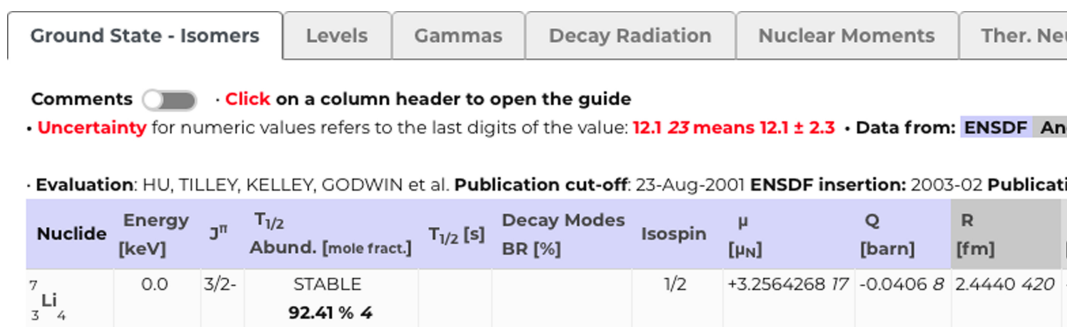 Ground State - Isomers Levels Gammas Decay Radiation Nuclear Moments Ther.
Comments · Click on a column header to open the guide
• Uncertainty for numeric values refers to the last digits of the value: 12.1 23 means 12.1 ± 2.3 • Data from: ENSDF
· Evaluation: HU, TILLEY, KELLEY, GODWIN et al. Publication cut-off: 23-Aug-2001 ENSDF insertion: 2003-02
Nuclide Energy [keV] Jπ T1/2 Abund. [mole fract.] T1/2 [s] Decay Modes BR [%] Isospin μ [μN] Q [barn] R [fm]
7 3 Li 4 0.0 3/2- STABLE 1/2 +3.2564268 17 -0.0406 8 2.4440 420
92.41 % 4